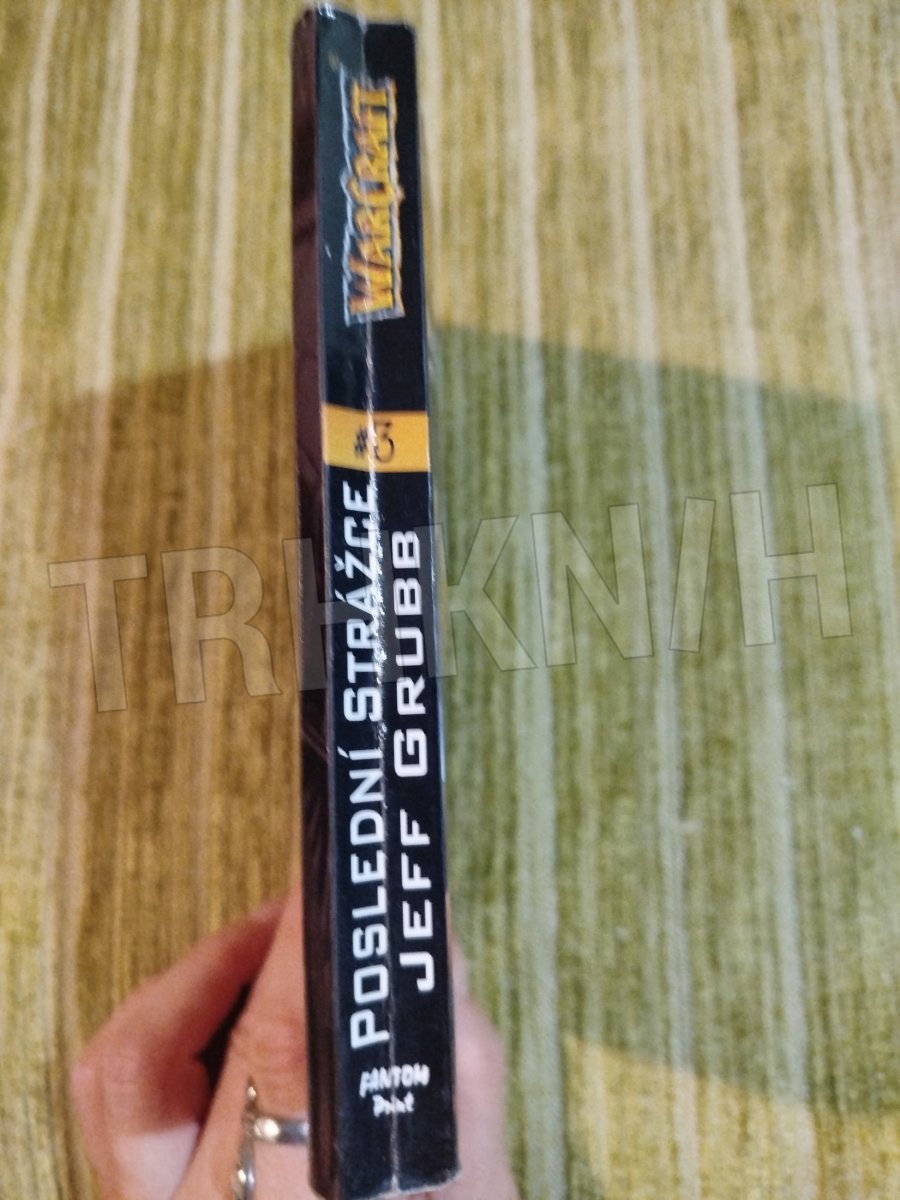 WARCRAFT
#3
POSLEDNÍ STRÁŽCE
JEFF GRUBB
FANTOM
Print
TRHKNIH